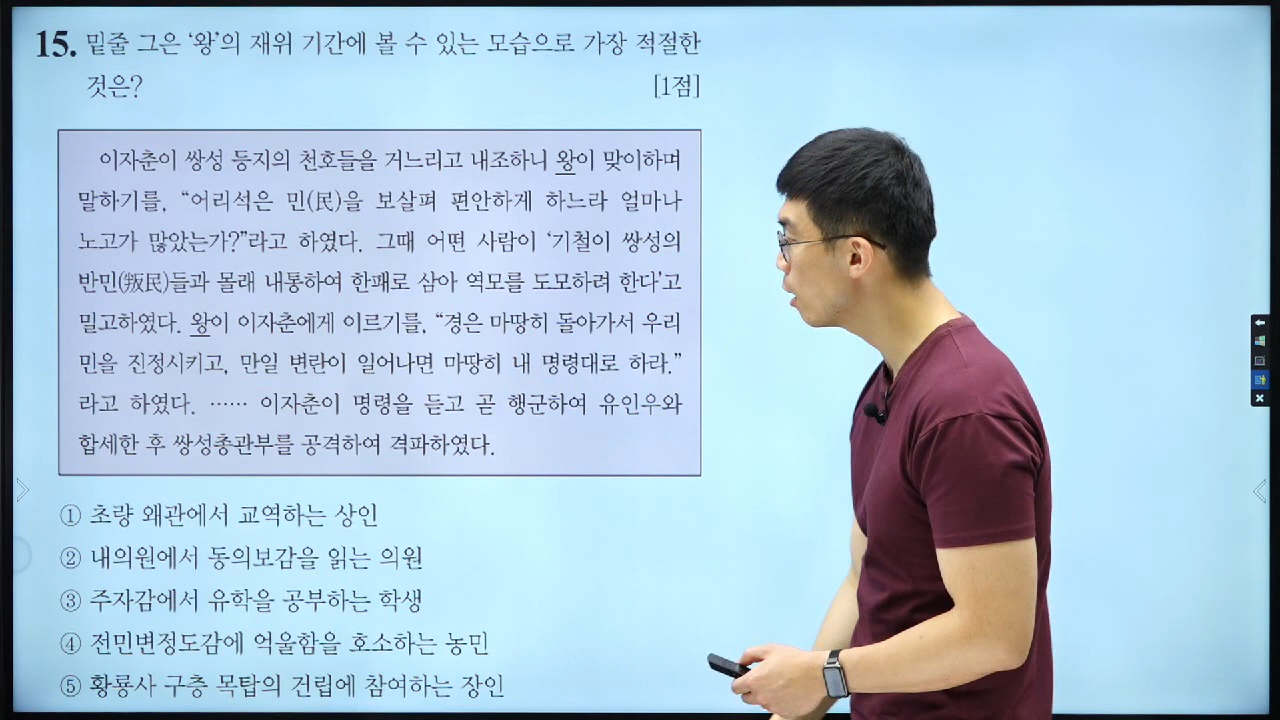 15. 밑줄 그은 ‘왕’의 재위 기간에 볼 수 있는 모습으로 가장 적절한
것은? [1점]
이자춘이 쌍성 등지의 천호들을 거느리고 내조하니 왕이 맞이하며
말하기를, “어리석은 민(民)을 보살펴 편안하게 하느라 얼마나
노고가 많았는가?”라고 하였다. 그때 어떤 사람이 ‘기철이 쌍성의
반민(叛民)들과 몰래 내통하여 한패로 삼아 역모를 도모하려 한다’고
밀고하였다. 왕이 이자춘에게 이르기를, “경은 마땅히 돌아가서 우리
민을 진정시키고, 만일 변란이 일어나면 마땅히 내 명령대로 하라.”
라고 하였다. …… 이자춘이 명령을 듣고 곧 행군하여 유인우와
합세한 후 쌍성총관부를 공격하여 격파하였다.
① 초량 왜관에서 교역하는 상인
② 내의원에서 동의보감을 읽는 의원
③ 주자감에서 유학을 공부하는 학생
④ 전민변정도감에 억울함을 호소하는 농민
⑤ 황룡사 구층 목탑의 건립에 참여하는 장인